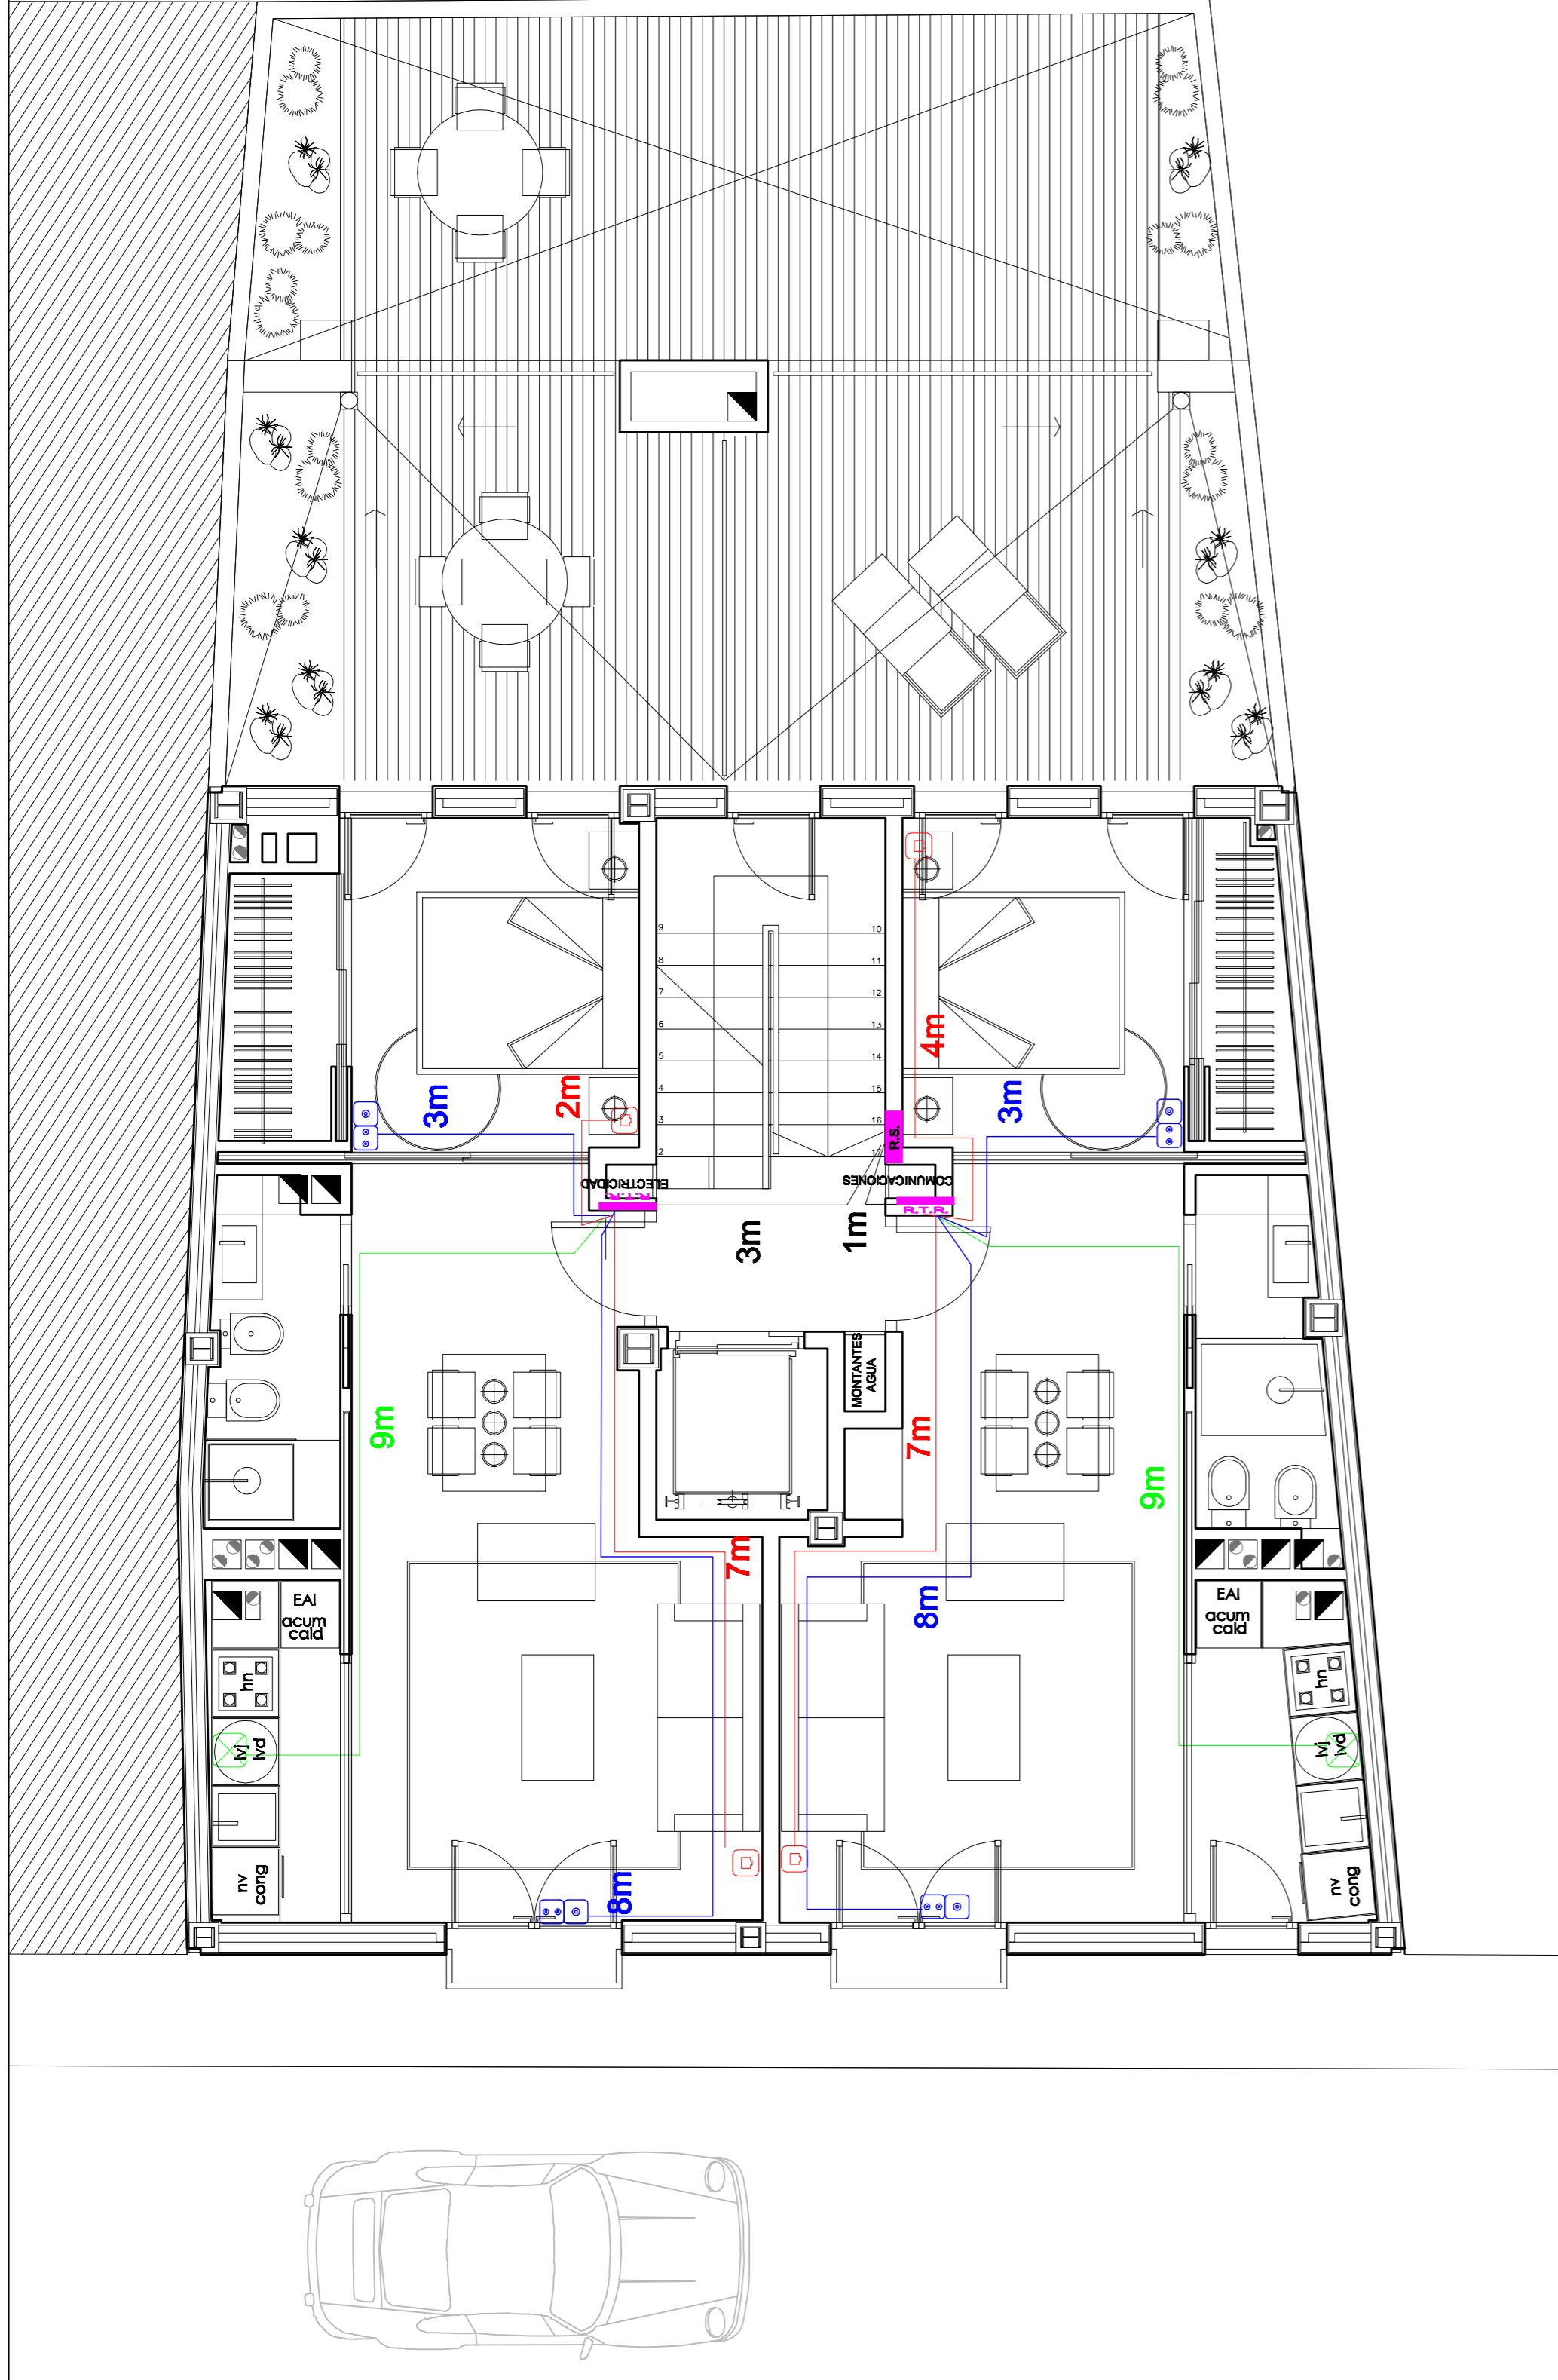 9
8
7
6
5
4
3
2
10
11
12
13
14
15
16
17
4m
3m
2m
3m
R.S.
ELECTRICIDAD
COMUNICACIONES
R.T.R.
R.T.R.
3m
1m
MONTANTES
AGUA
9m
7m
9m
7m
8m
EAI
acum
cald
EAI
acum
cald
hn
hn
lvj
lvd
lvj
lvd
nv
cong
nv
cong
8m